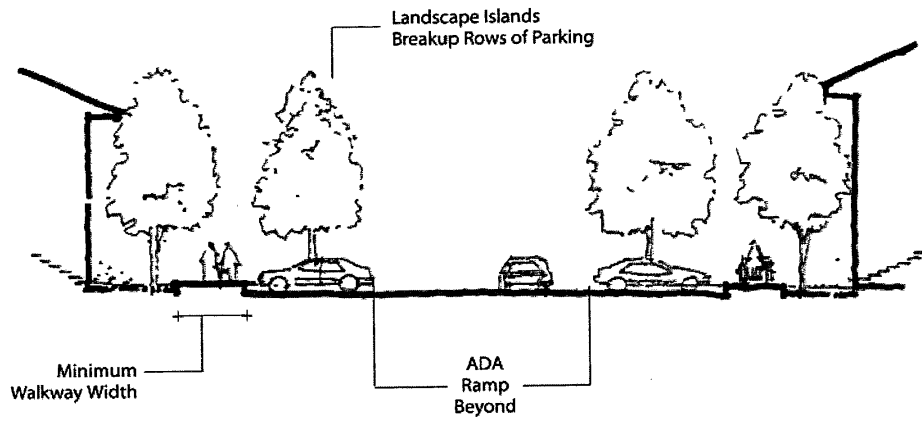 Landscape Islands
Breakup Rows of Parking
Minimum
Walkway Width
ADA
Ramp
Beyond